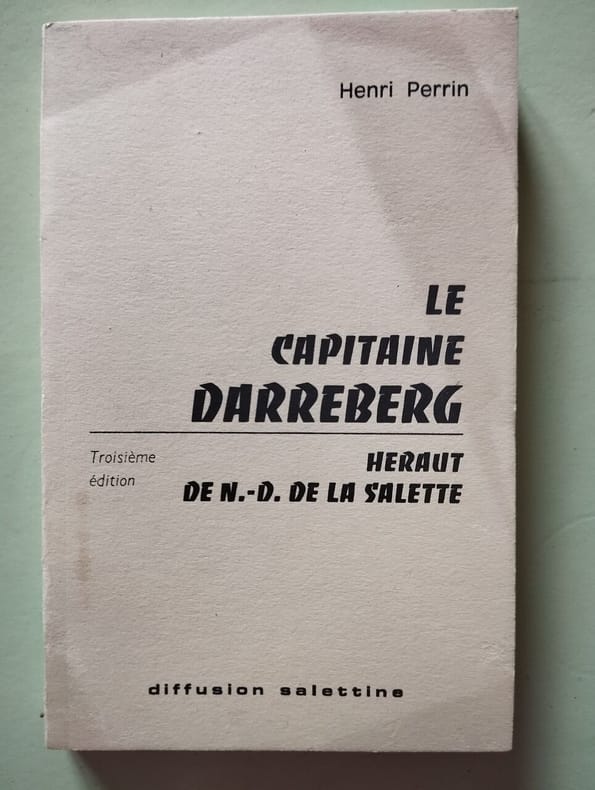 Henri Perrin
LE
CAPITAINE
DARREBERG
Troisième
édition
HERAUT
DE N.-D. DE LA SALETTE
diffusion salettine